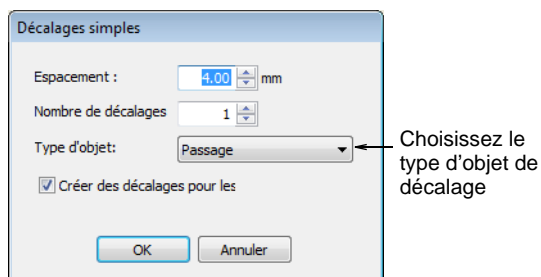 Décalages simples
Espacement :
4.00 mm
Nombre de décalages
1
Type d'objet:
Passage
Créer des décalages pour les
OK
Annuler
Choisissez le
type d’objet de
décalage